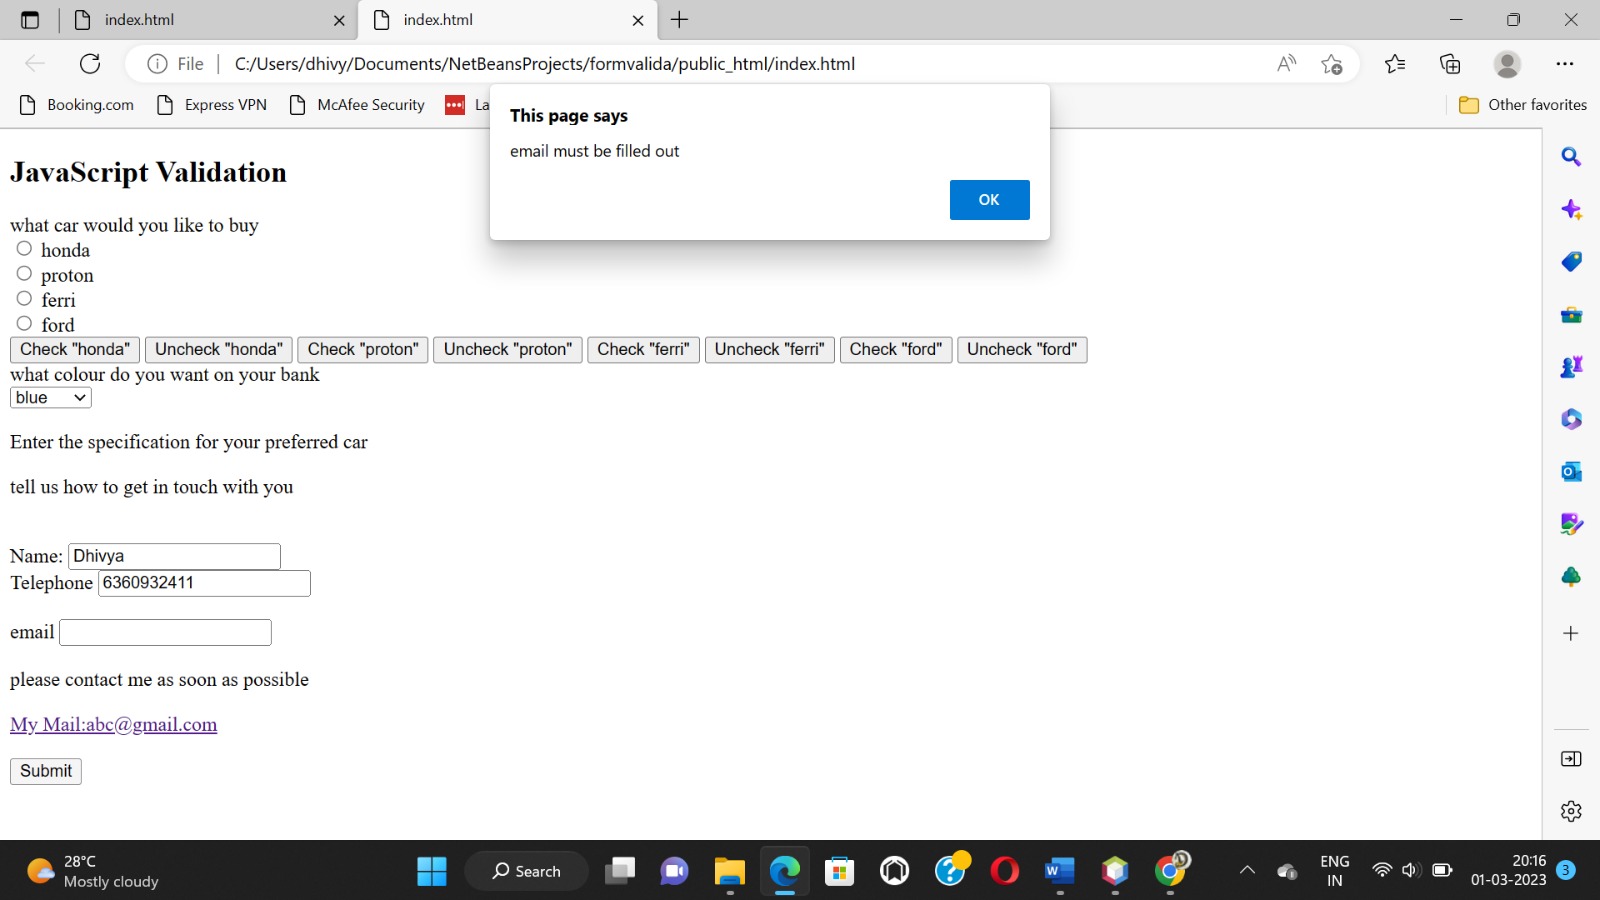 index.html
index.html
File
C:/Users/dhivy/Documents/NetBeansProjects/formvalida/public_html/index.html
Booking.com
Express VPN
McAfee Security
La
Other favorites
This page says
email must be filled out
OK
JavaScript Validation
what car would you like to buy
honda
proton
ferri
ford
Check "honda" Uncheck "honda" Check "proton" Uncheck "proton" Check "ferri" Uncheck "ferri" Check "ford" Uncheck "ford"
what colour do you want on your bank
blue
Enter the specification for your preferred car
tell us how to get in touch with you
Name: Dhivya
Telephone 6360932411
email
please contact me as soon as possible
My Mail:abc@gmail.com
Submit
28°C
Mostly cloudy
Search
ENG
IN
20:16
01-03-2023
3